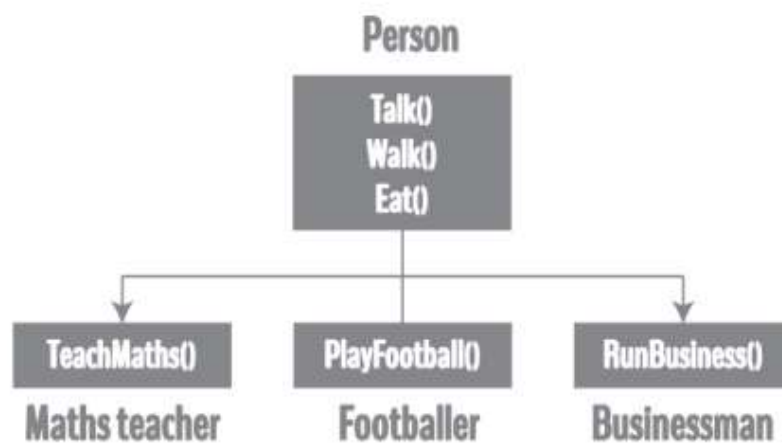 Person
Talk()
Walk()
Eat()
TeachMaths()
PlayFootball()
RunBusiness()
Maths teacher
Footballer
Businessman